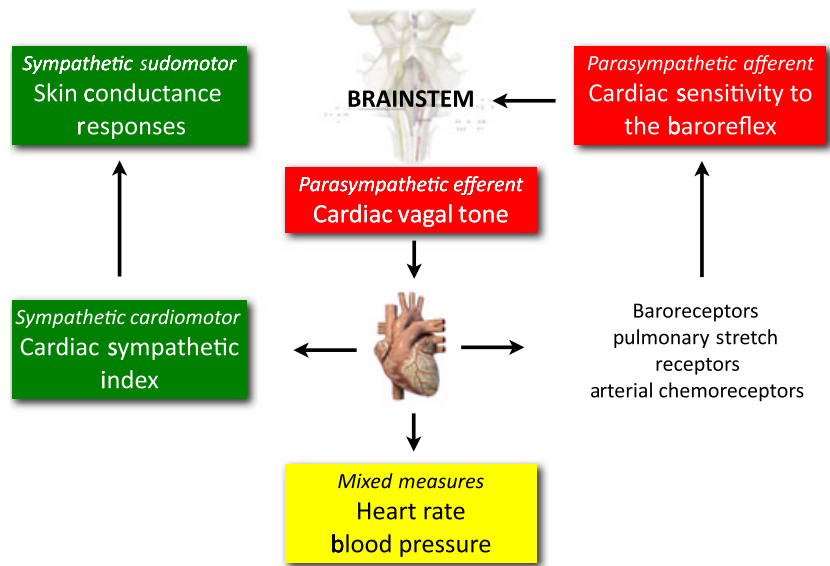 Sympathetic sudomotor
Skin conductance
responses
BRAINSTEM
Parasympathetic afferent
Cardiac sensitivity to
the baroreflex
Parasympathetic efferent
Cardiac vagal tone
Sympathetic cardiomotor
Cardiac sympathetic
index
Baroreceptors
pulmonary stretch
receptors
arterial chemoreceptors
Mixed measures
Heart rate
blood pressure